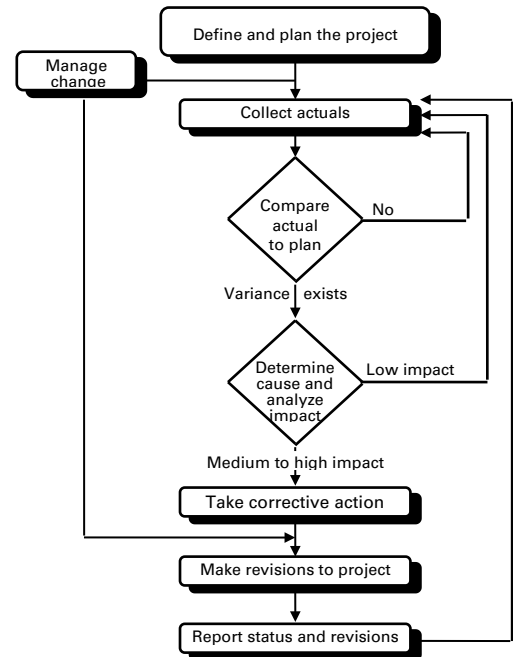 Define and plan the project
Manage
change
Collect actuals
Compare
actual
to plan
No
Variance exists
Determine
cause and
analyze
impact
Low impact
Medium to high impact
Take corrective action
Make revisions to project
Report status and revisions